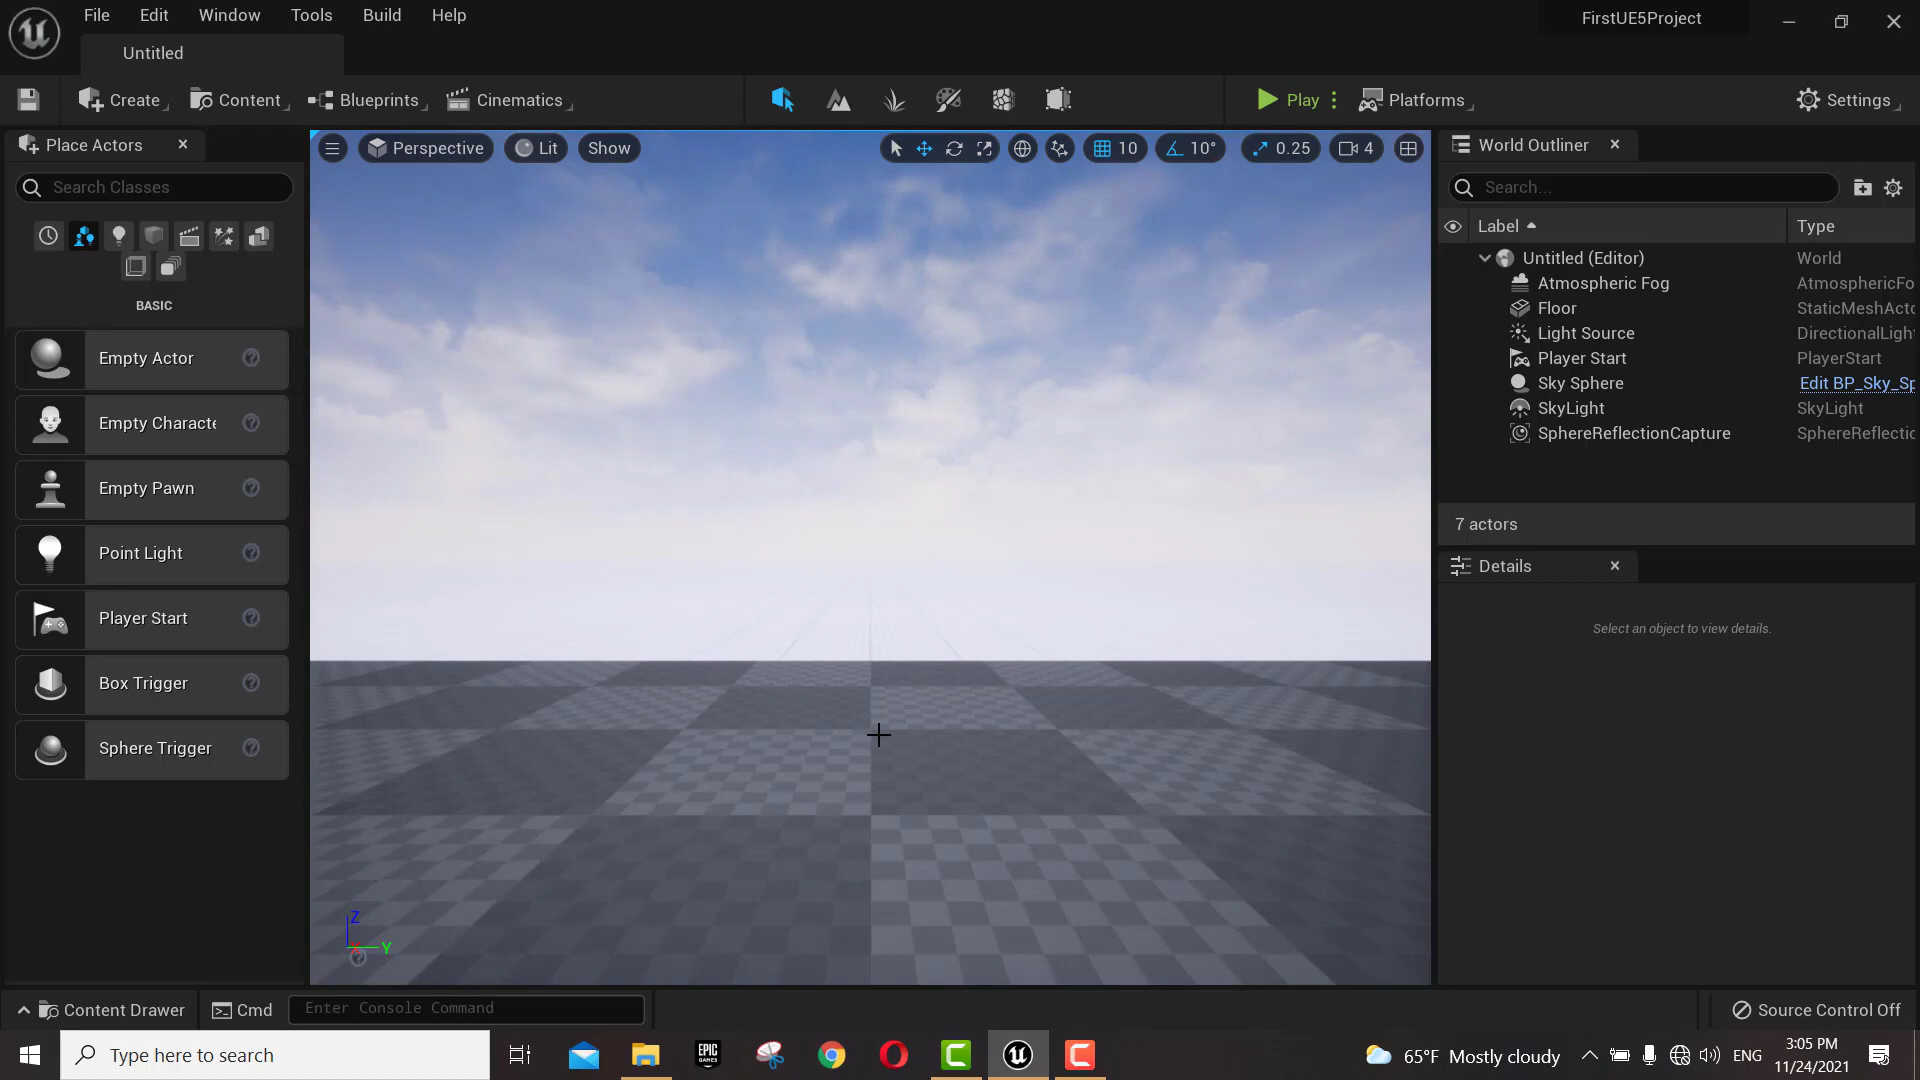 File Edit Window Tools Build Help
FirstUE5Project
Untitled
Create Content Blueprints Cinematics
Play Platforms
Settings
Place Actors
Search Classes
BASIC
Empty Actor
Empty Characte
Empty Pawn
Point Light
Player Start
Box Trigger
Sphere Trigger
Perspective Lit Show
10 10° 0.25 4
Z
X
Y
World Outliner
Search...
Label Type
Untitled (Editor) World
Atmospheric Fog AtmosphericFo
Floor StaticMeshActo
Light Source DirectionalLigh
Player Start PlayerStart
Sky Sphere Edit BP_Sky_Sp
SkyLight SkyLight
SphereReflectionCapture SphereReflectio
7 actors
Details
Select an object to view details.
Content Drawer Cmd Enter Console Command
Source Control Off
Type here to search
EPIC
GAMES
65°F Mostly cloudy
ENG
3:05 PM
11/24/2021